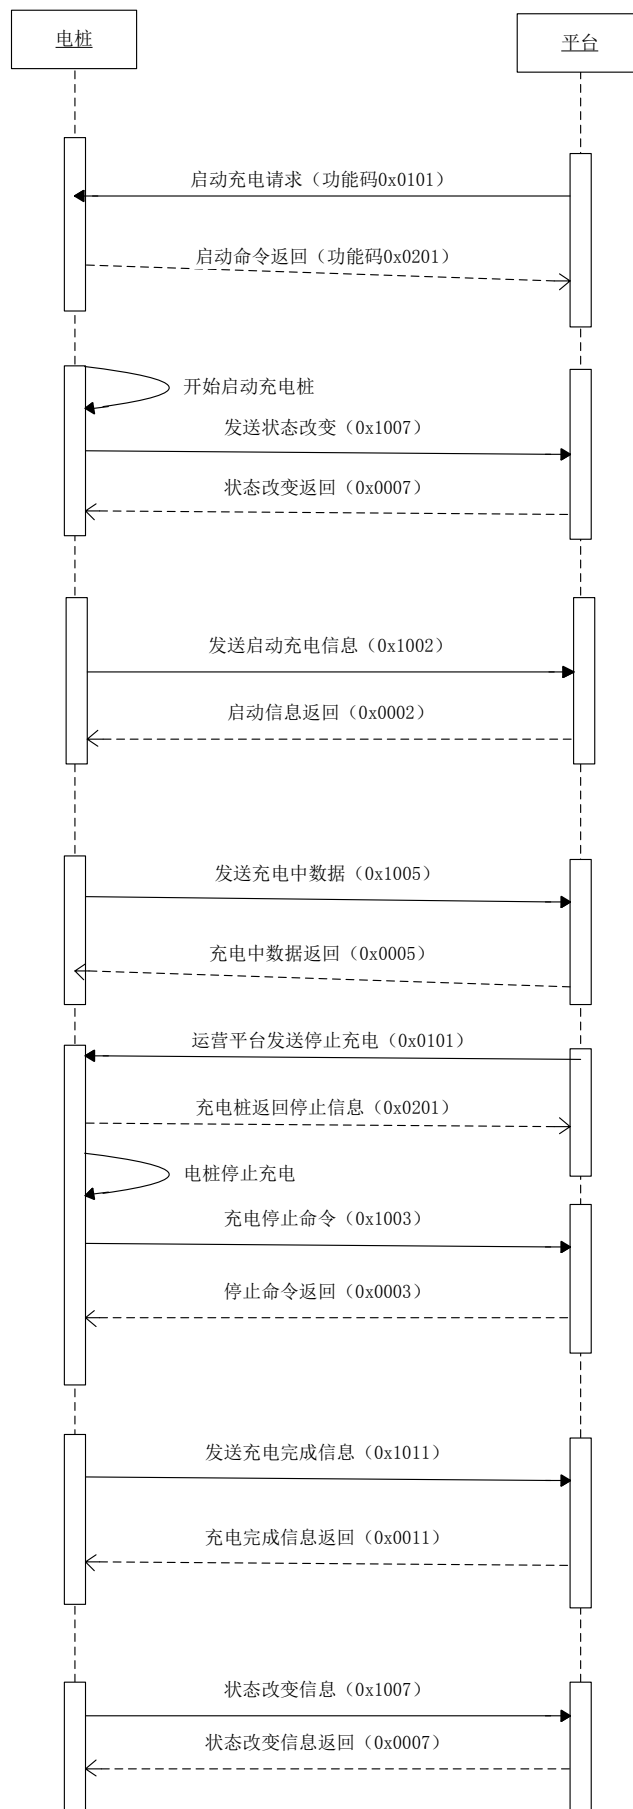 电桩
平台
启动充电请求（功能码0x0101）
启动命令返回（功能码0x0201）
开始启动充电桩
发送状态改变（0x1007）
状态改变返回（0x0007）
发送启动充电信息（0x1002）
启动信息返回（0x0002）
发送充电中数据（0x1005）
充电中数据返回（0x0005）
运营平台发送停止充电（0x0101）
充电桩返回停止信息（0x0201）
电桩停止充电
充电停止命令（0x1003）
停止命令返回（0x0003）
发送充电完成信息（0x1011）
充电完成信息返回（0x0011）
状态改变信息（0x1007）
状态改变信息返回（0x0007）